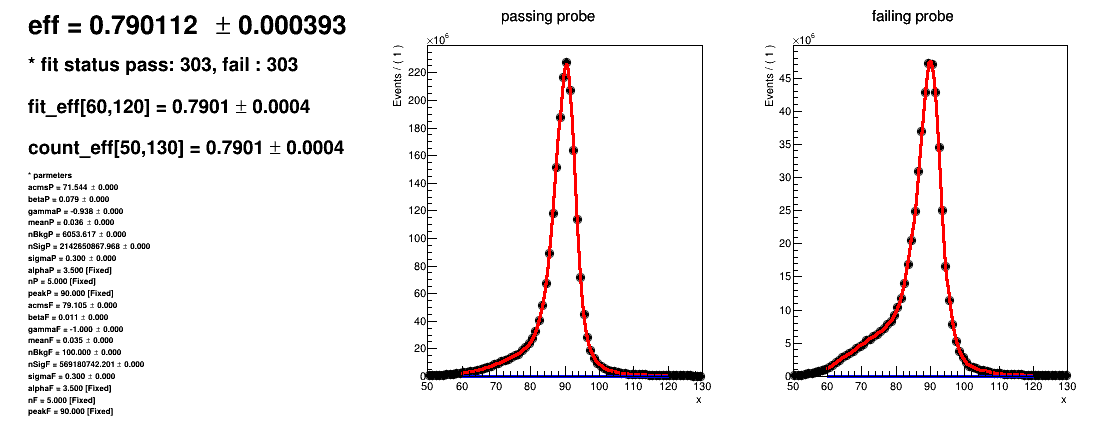 eff = 0.790112 ± 0.000393
* fit status pass: 303, fail : 303
fit_eff[60,120] = 0.7901 ± 0.0004
count_eff[50,130] = 0.7901 ± 0.0004
* parmeters
acmsP = 71.544 ± 0.000
betaP = 0.079 ± 0.000
gammaP = -0.938 ± 0.000
meanP = 0.036 ± 0.000
nBkgP = 6053.617 ± 0.000
nSigP = 2142650867.968 ± 0.000
sigmaP = 0.300 ± 0.000
alphaP = 3.500 [Fixed]
nP = 5.000 [Fixed]
peakP = 90.000 [Fixed]
acmsF = 79.105 ± 0.000
betaF = 0.011 ± 0.000
gammaF = -1.000 ± 0.000
meanF = 0.035 ± 0.000
nBkgF = 100.000 ± 0.000
nSigF = 569180742.201 ± 0.000
sigmaF = 0.300 ± 0.000
alphaF = 3.500 [Fixed]
nF = 5.000 [Fixed]
peakF = 90.000 [Fixed]
passing probe
×10⁶
Events / ( 1 )
220
200
180
160
140
120
100
80
60
40
20
0
50 60 70 80 90 100 110 120 130
x
failing probe
×10⁶
Events / ( 1 )
45
40
35
30
25
20
15
10
5
0
50 60 70 80 90 100 110 120 130
x